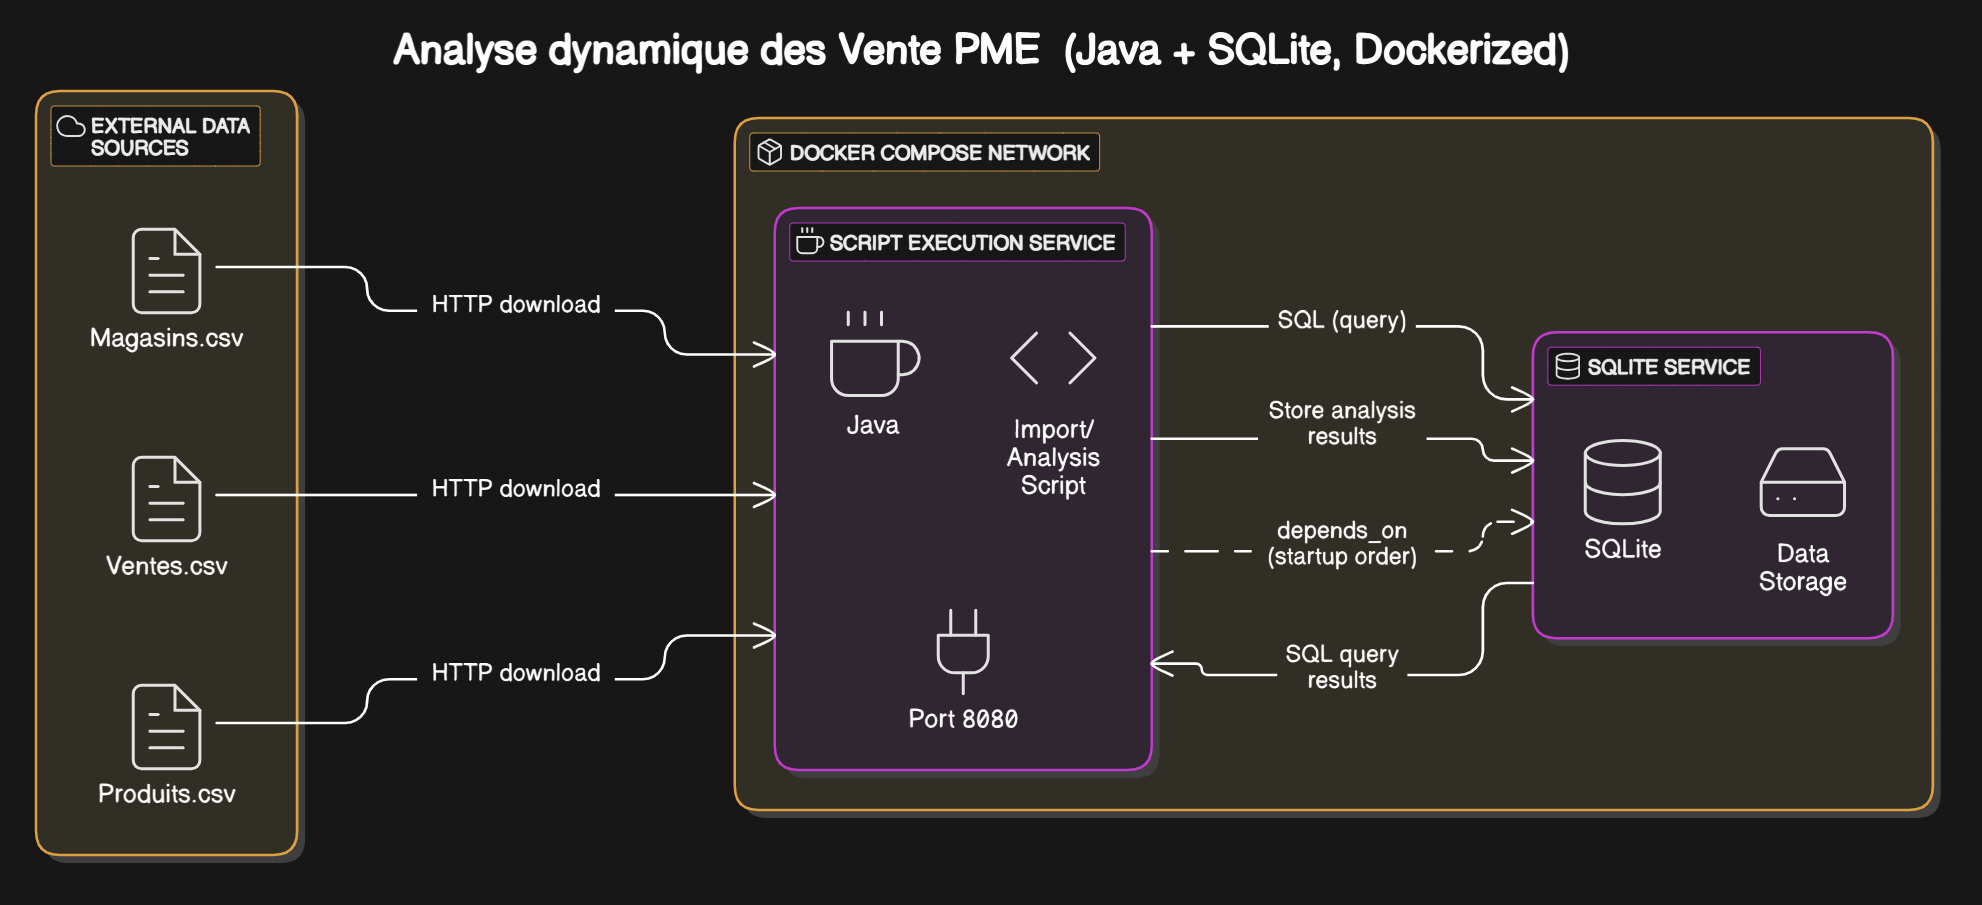 Analyse dynamique des Vente PME (Java + SQLite, Dockerized)
EXTERNAL DATA
SOURCES
Magasins.csv
Ventes.csv
Produits.csv
HTTP download
HTTP download
HTTP download
DOCKER COMPOSE NETWORK
SCRIPT EXECUTION SERVICE
Java
Import/
Analysis
Script
Port 8080
SQL (query)
Store analysis
results
depends_on
(startup order)
SQL query
results
SQLITE SERVICE
SQLite
Data
Storage